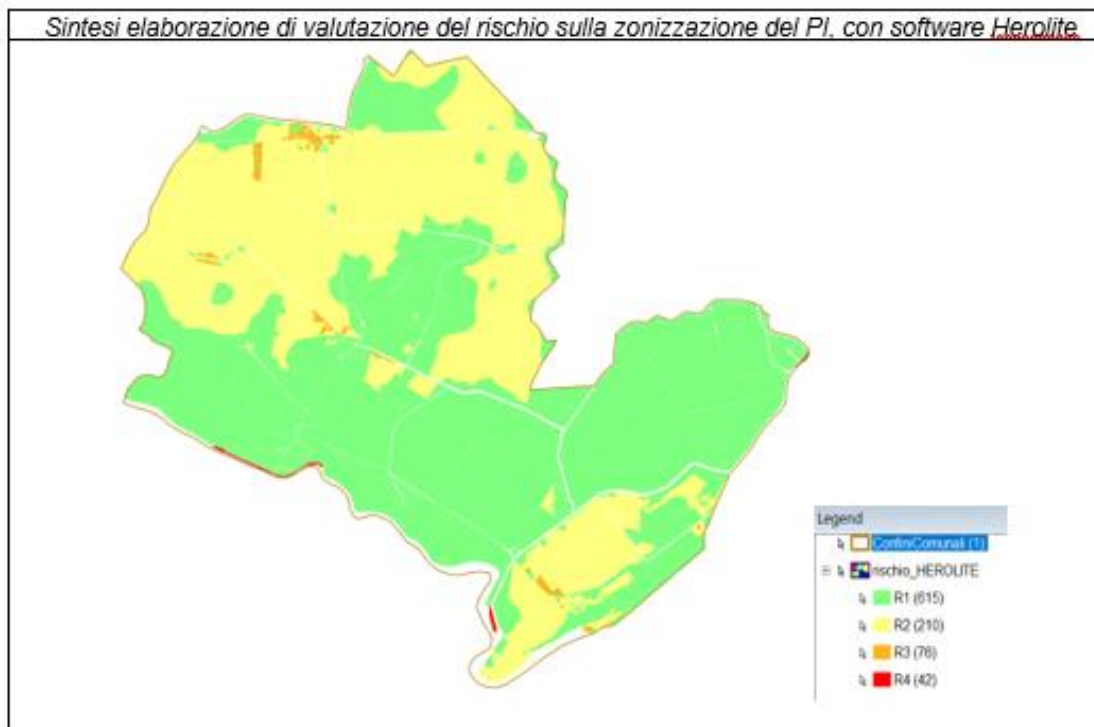 Sintesi elaborazione di valutazione del rischio sulla zonizzazione del PI, con software Herolite
Legend
ConfiniComunali (1)
rischio_HEROLITE
R1 (615)
R2 (210)
R3 (76)
R4 (42)